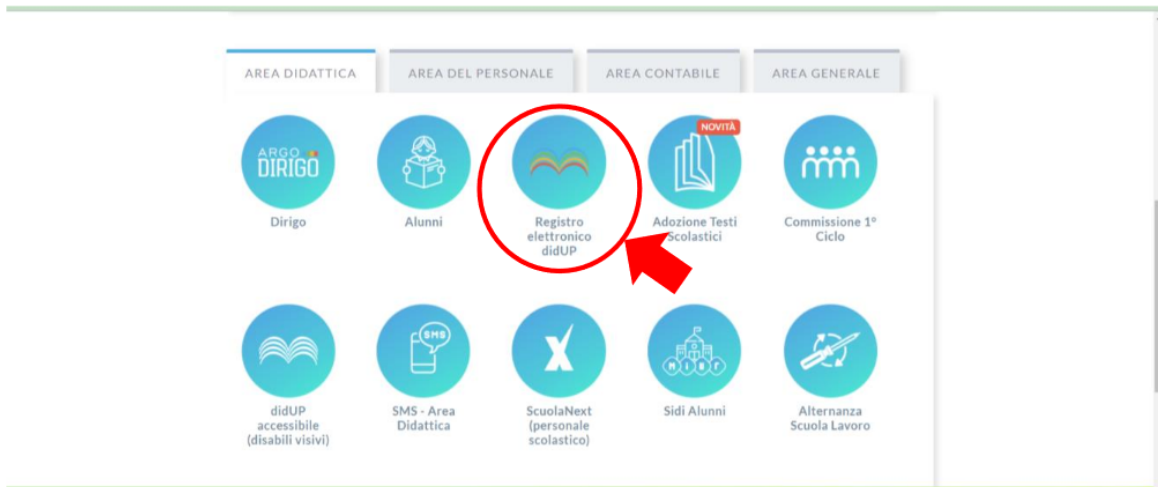 AREA DIDATTICA
AREA DEL PERSONALE
AREA CONTABILE
AREA GENERALE
ARGO
DIRIGO
NOVITÀ
Dirigo
Alunni
Registro
elettronico
didUP
Adozione Testi
Scolastici
Commissione 1°
Ciclo
SMS
MIUR
didUP
accessibile
(disabili visivi)
SMS - Area
Didattica
ScuolaNext
(personale
scolastico)
Sidi Alunni
Alternanza
Scuola Lavoro